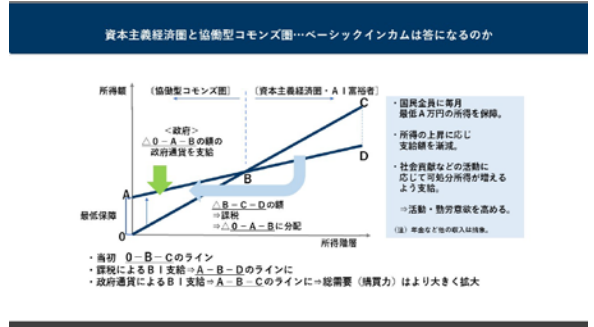 資本主義経済圏と協働型コモンズ圏…ベーシックインカムは答になるのか
所得額
〔協働型コモンズ圏〕
〔資本主義経済圏・ＡＩ富裕者〕
C
＜政府＞
△０－Ａ－Ｂの額の
政府通貨を支給
D
B
A
最低保障
0
△Ｂ－Ｃ－Ｄの額
⇒課税
⇒△０－Ａ－Ｂに分配
所得階層
・国民全員に毎月
最低Ａ万円の所得を保障。
・所得の上昇に応じ
支給額を漸減。
・社会貢献などの活動に
応じて可処分所得が増える
よう支給。
⇒活動・勤労意欲を高める。
（注）年金など他の収入は捨象。
・当初　０－Ｂ－Ｃのライン
・課税によるＢＩ支給⇒Ａ－Ｂ－Ｄのラインに
・政府通貨によるＢＩ支給⇒Ａ－Ｂ－Ｃのラインに⇒総需要（購買力）はより大きく拡大